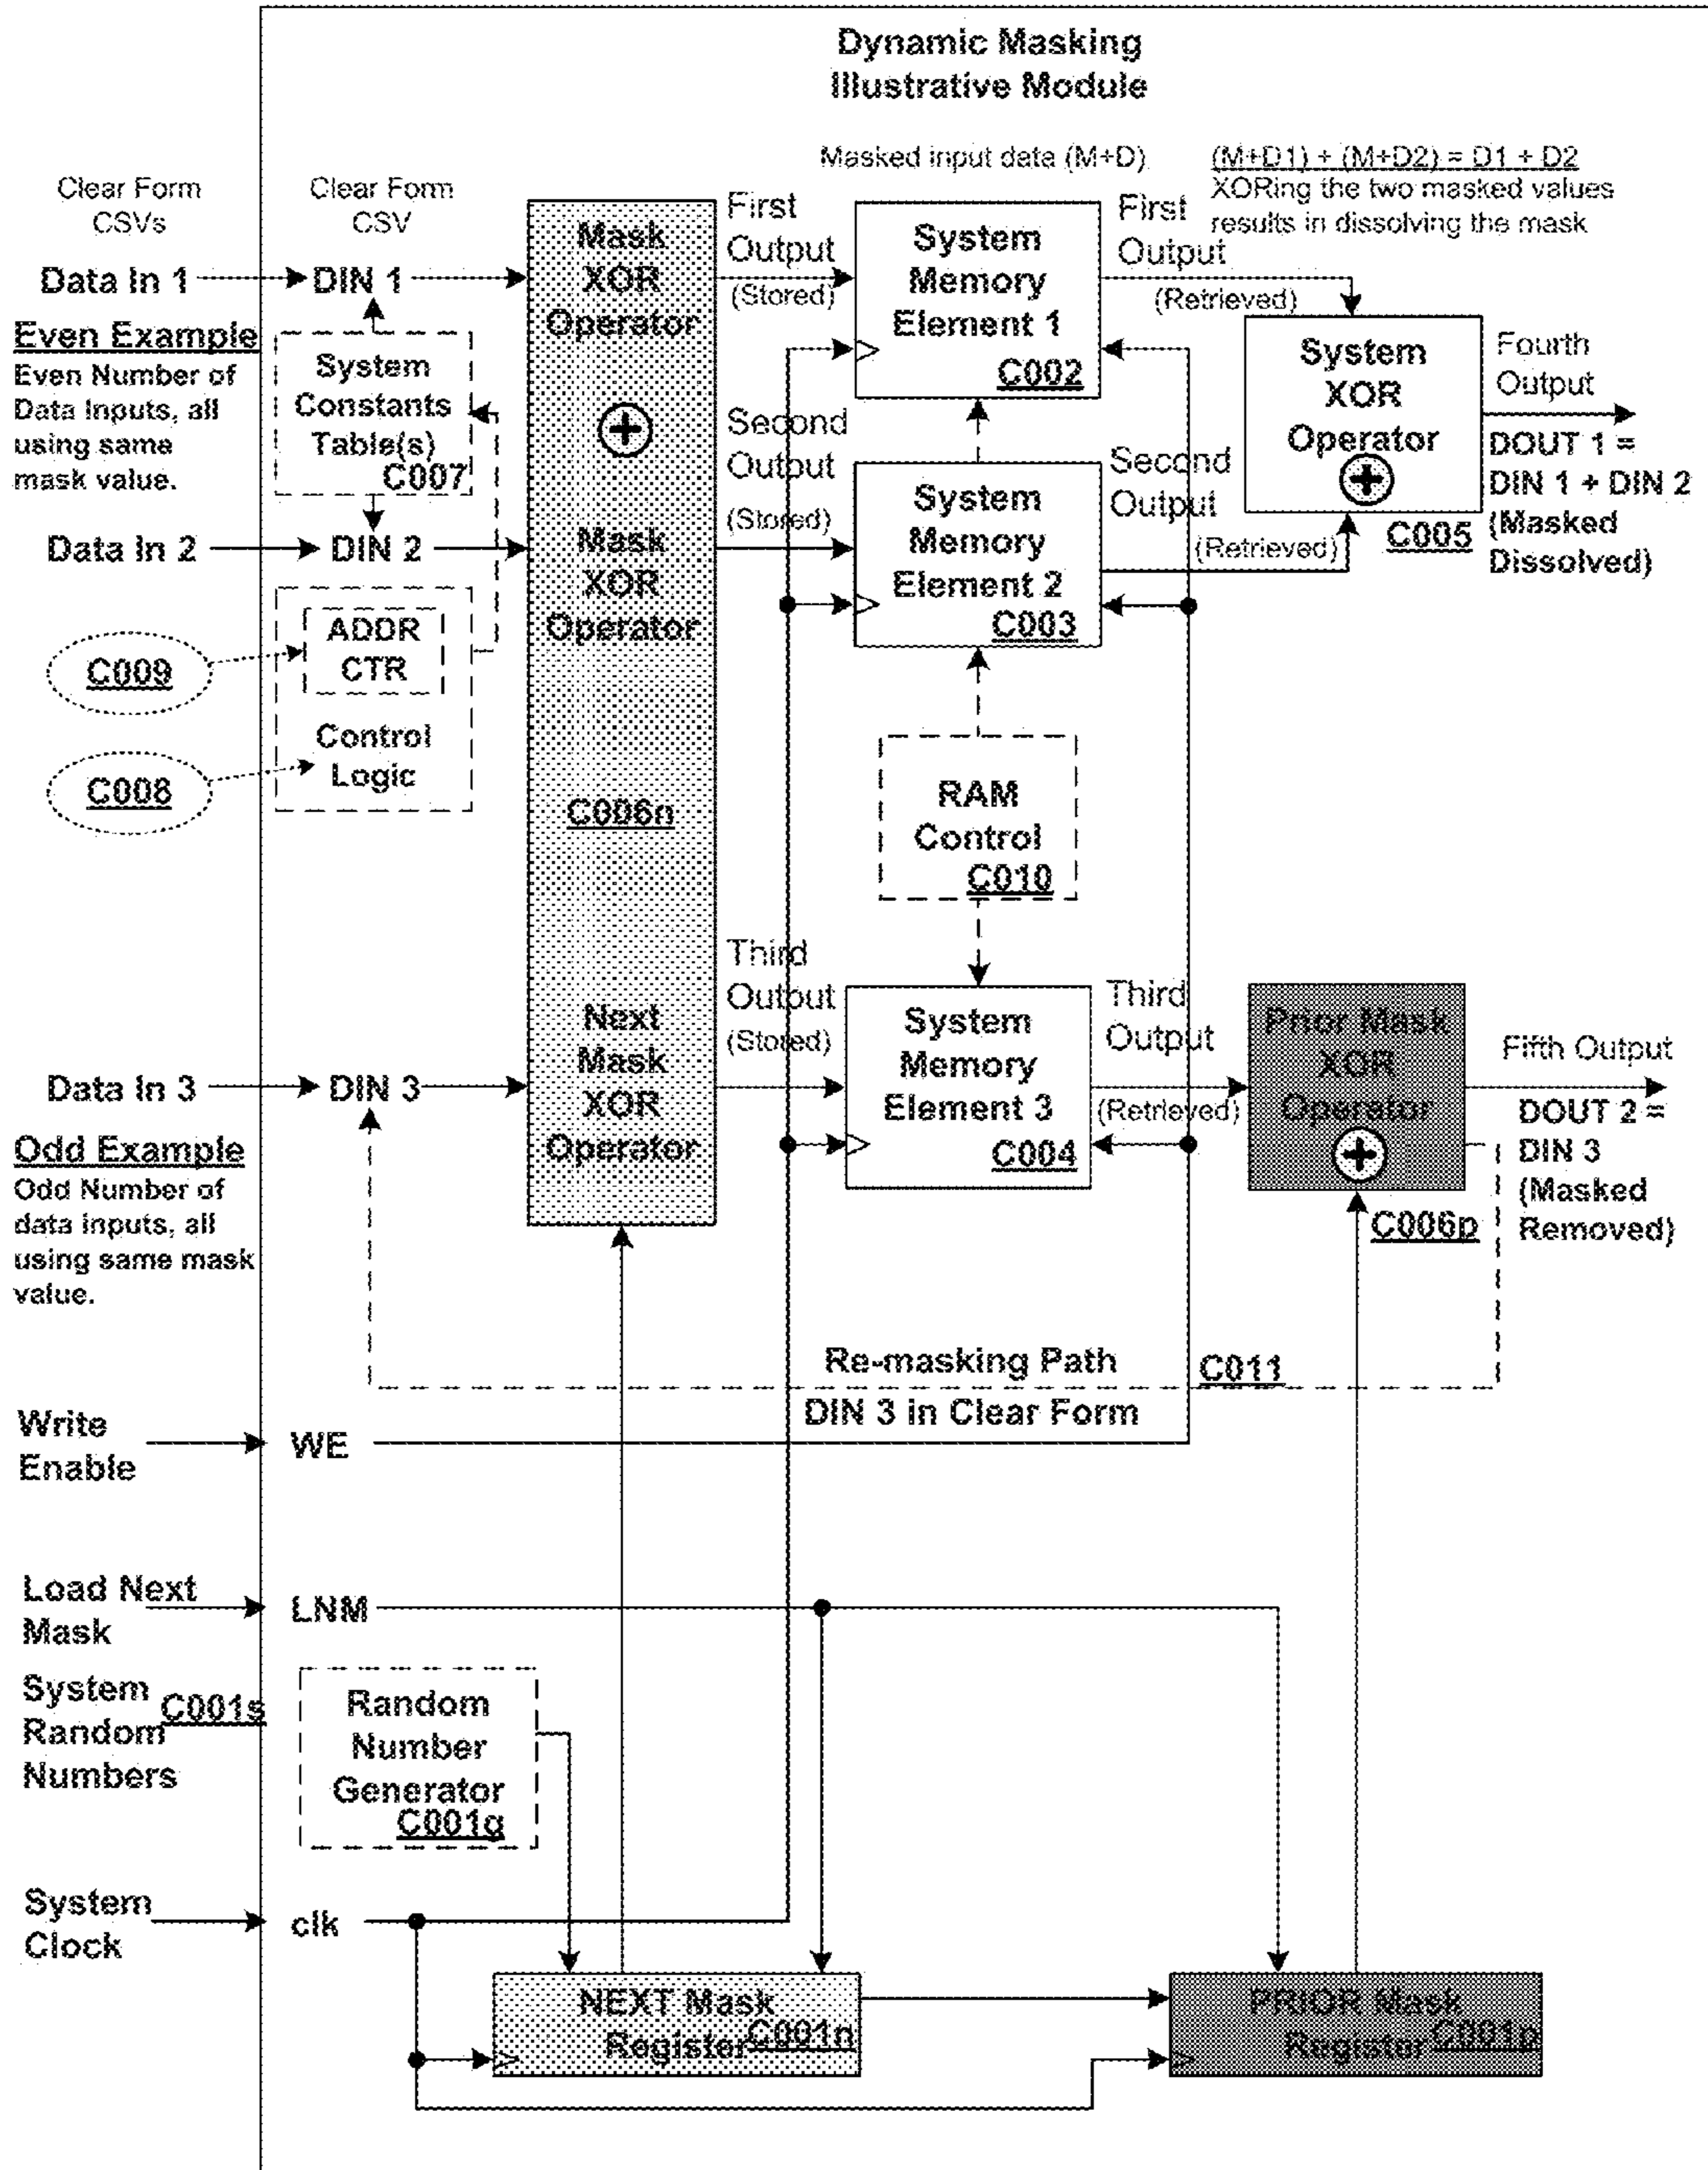 Dynamic Masking
Illustrative Module
Masked input data (M+D)
(M+D1) + (M+D2) = D1 + D2
XORing the two masked values
results in dissolving the mask
Clear Form
CSVs
Clear Form
CSV
Data In 1
DIN 1
Mask
XOR
Operator
First
Output
(Stored)
System
Memory
Element 1
C002
First
Output
(Retrieved)
System
XOR
Operator
C005
Fourth
Output
DOUT 1 =
DIN 1 + DIN 2
(Masked
Dissolved)
Even Example
Even Number of
Data Inputs, all
using same
mask value.
System
Constants
Table(s)
C007
Second
Output
(Stored)
System
Memory
Element 2
C003
Second
Output
(Retrieved)
Data In 2
DIN 2
Mask
XOR
Operator
C009
ADDR
CTR
C008
Control
Logic
C006n
RAM
Control
C010
Data In 3
DIN 3
Next
Mask
XOR
Operator
Third
Output
(Stored)
System
Memory
Element 3
C004
Third
Output
(Retrieved)
Prior Mask
XOR
Operator
C006p
Fifth Output
DOUT 2 =
DIN 3
(Masked
Removed)
Odd Example
Odd Number of
data inputs, all
using same mask
value.
Re-masking Path
C011
DIN 3 in Clear Form
Write
Enable
WE
Load Next
Mask
LNM
System
Random
Numbers
C001s
Random
Number
Generator
C001g
System
Clock
clk
NEXT Mask
Register
C001n
PRIOR Mask
Register
C001p